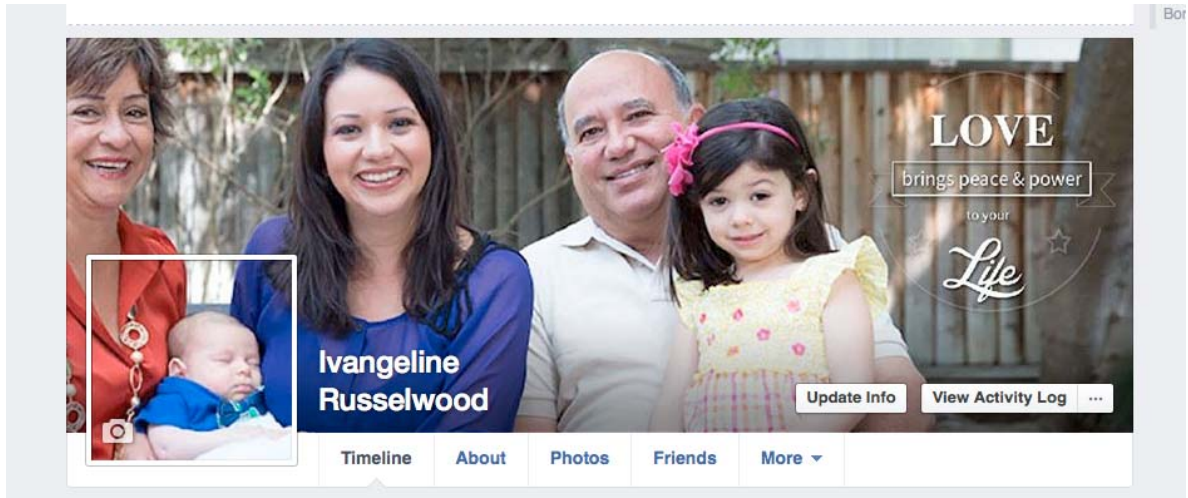 Bor
LOVE
brings peace & power
to your
Life
Ivangeline
Russelwood
Update Info
View Activity Log
...
Timeline
About
Photos
Friends
More